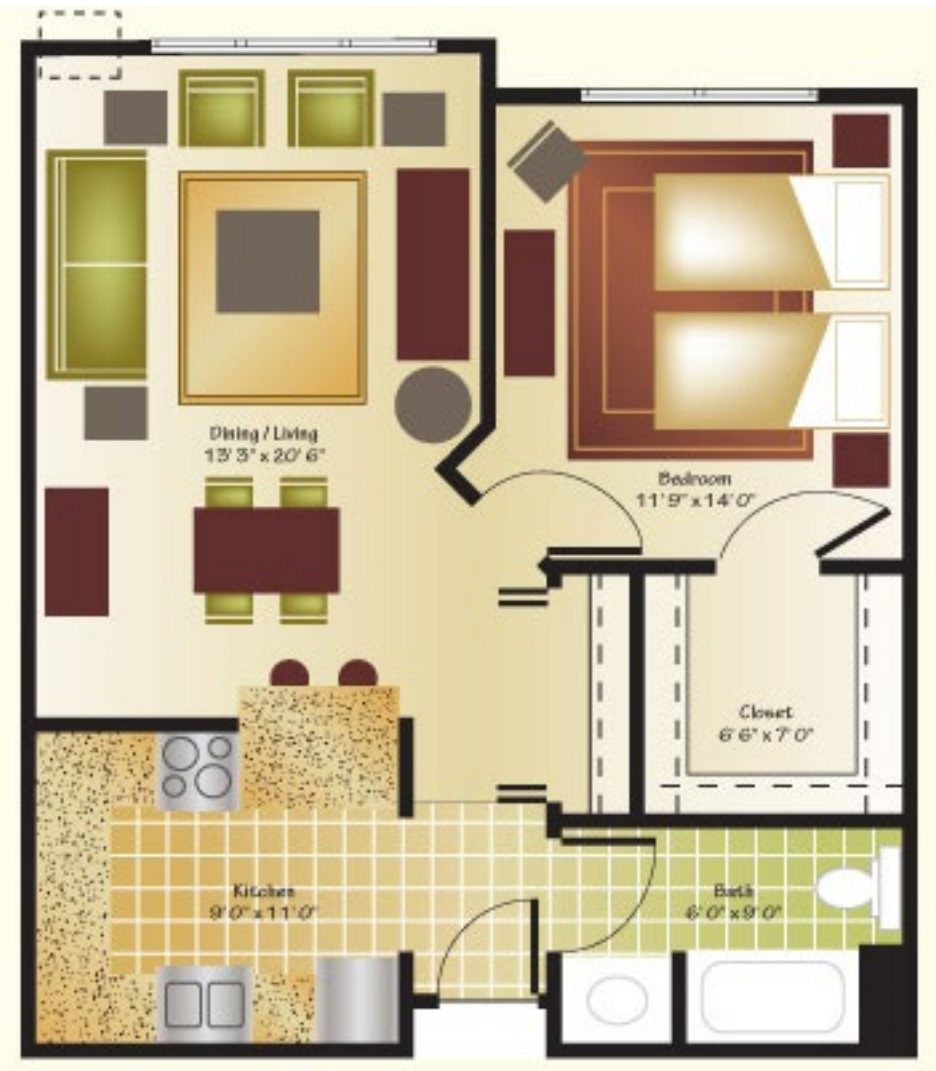 Dining / Living
13' 3" x 20' 6"
Bedroom
11' 9" x 14' 0"
Closet
6' 6" x 7' 0"
Kitchen
9' 0" x 11' 0"
Bath
6' 0" x 9' 0"